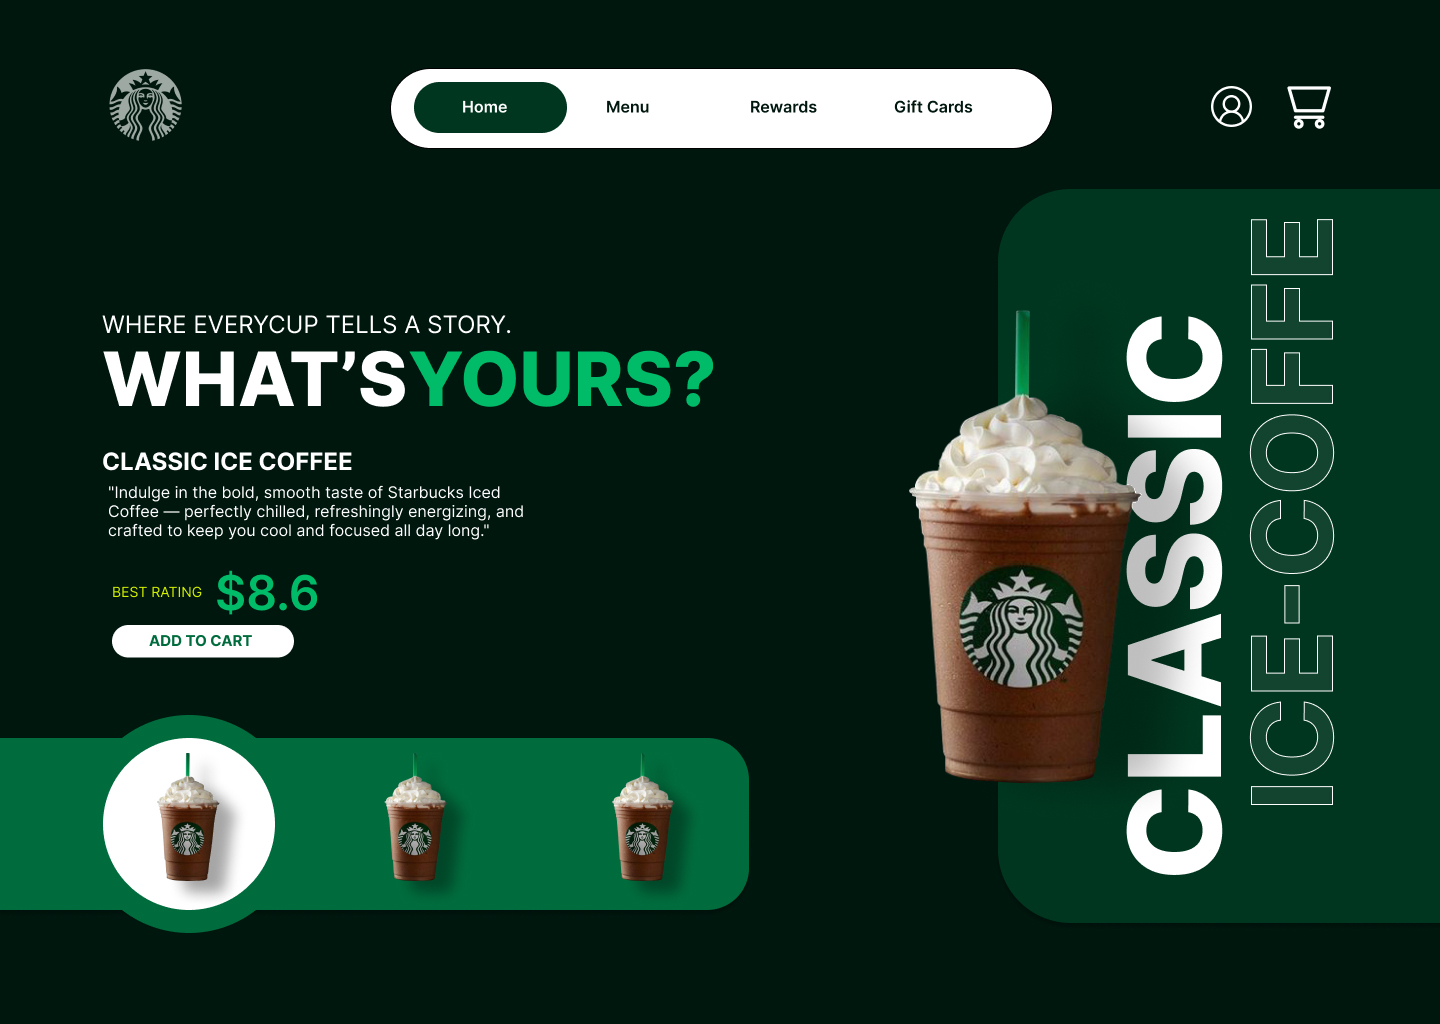 Home
Menu
Rewards
Gift Cards
WHERE EVERYCUP TELLS A STORY.
WHAT'SYOURS?
CLASSIC ICE COFFEE
"Indulge in the bold, smooth taste of Starbucks Iced
Coffee — perfectly chilled, refreshingly energizing, and
crafted to keep you cool and focused all day long."
BEST RATING $8.6
ADD TO CART
CLASSIC
ICE-COFFE